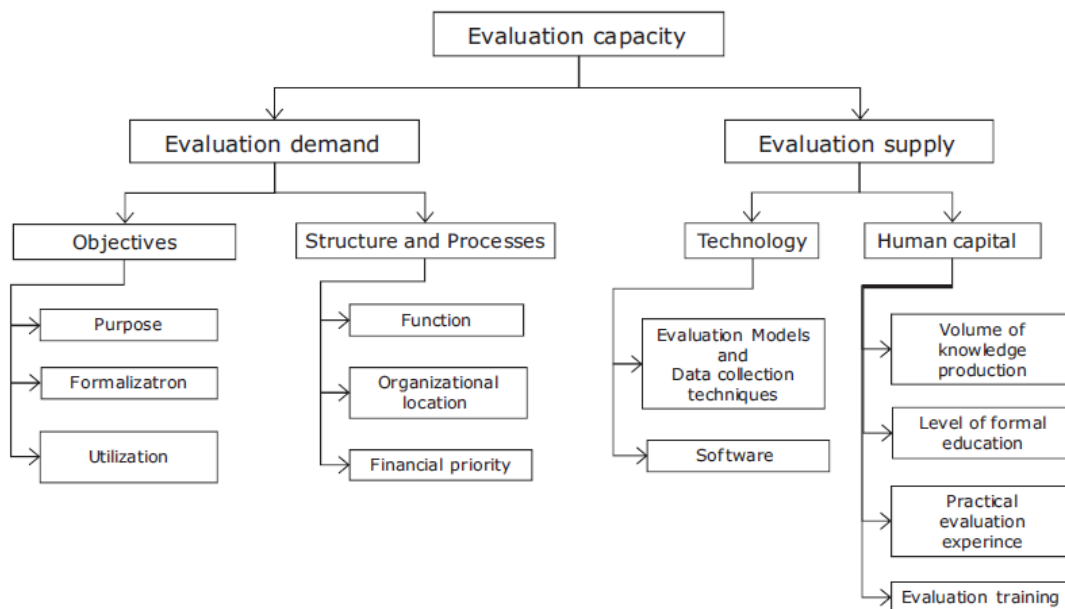 Evaluation capacity
Evaluation demand
Evaluation supply
Objectives
Structure and Processes
Technology
Human capital
Purpose
Formalizatron
Utilization
Function
Organizational
location
Financial priority
Evaluation Models
and
Data collection
techniques
Software
Volume of
knowledge
production
Level of formal
education
Practical
evaluation
experince
Evaluation training